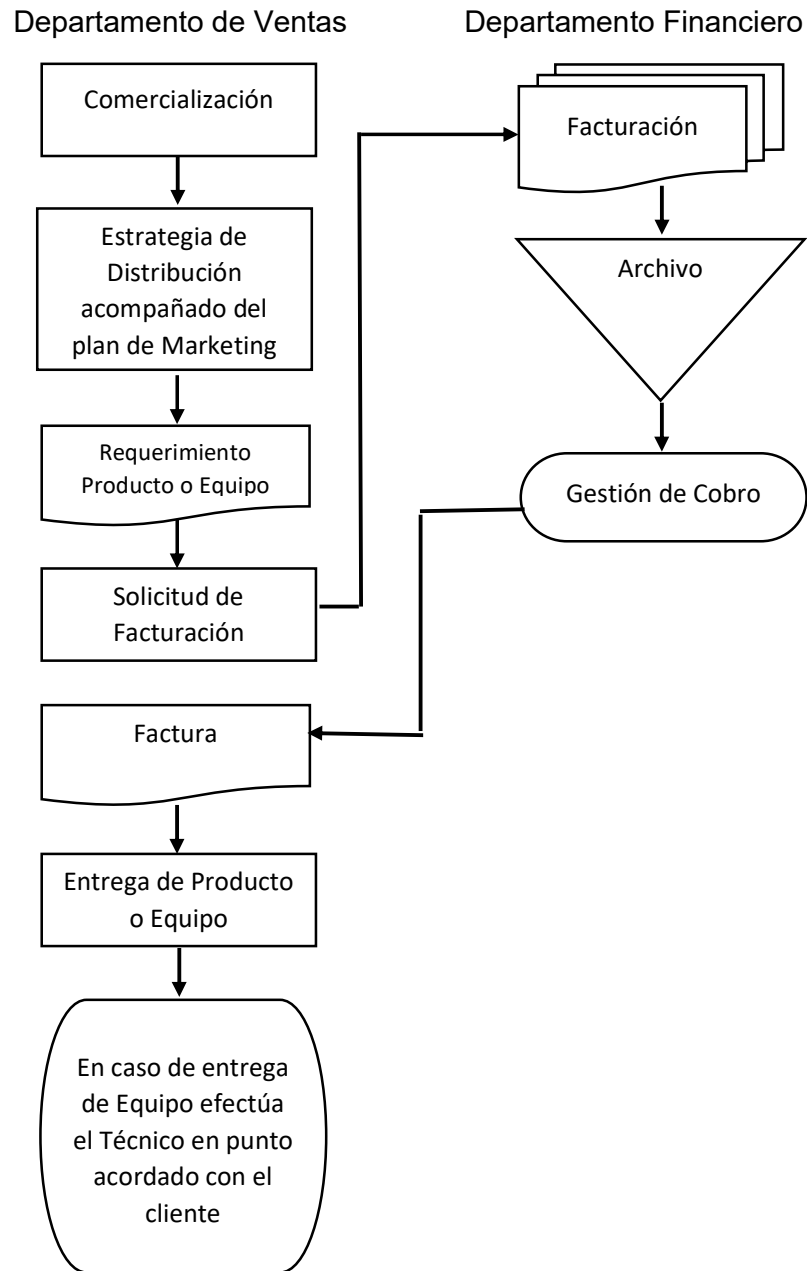 Departamento de Ventas
Departamento Financiero
Comercialización
Estrategia de
Distribución
acompañado del
plan de Marketing
Requerimiento
Producto o Equipo
Solicitud de
Facturación
Facturación
Archivo
Gestión de Cobro
Factura
Entrega de Producto
o Equipo
En caso de entrega
de Equipo efectúa
el Técnico en punto
acordado con el
cliente